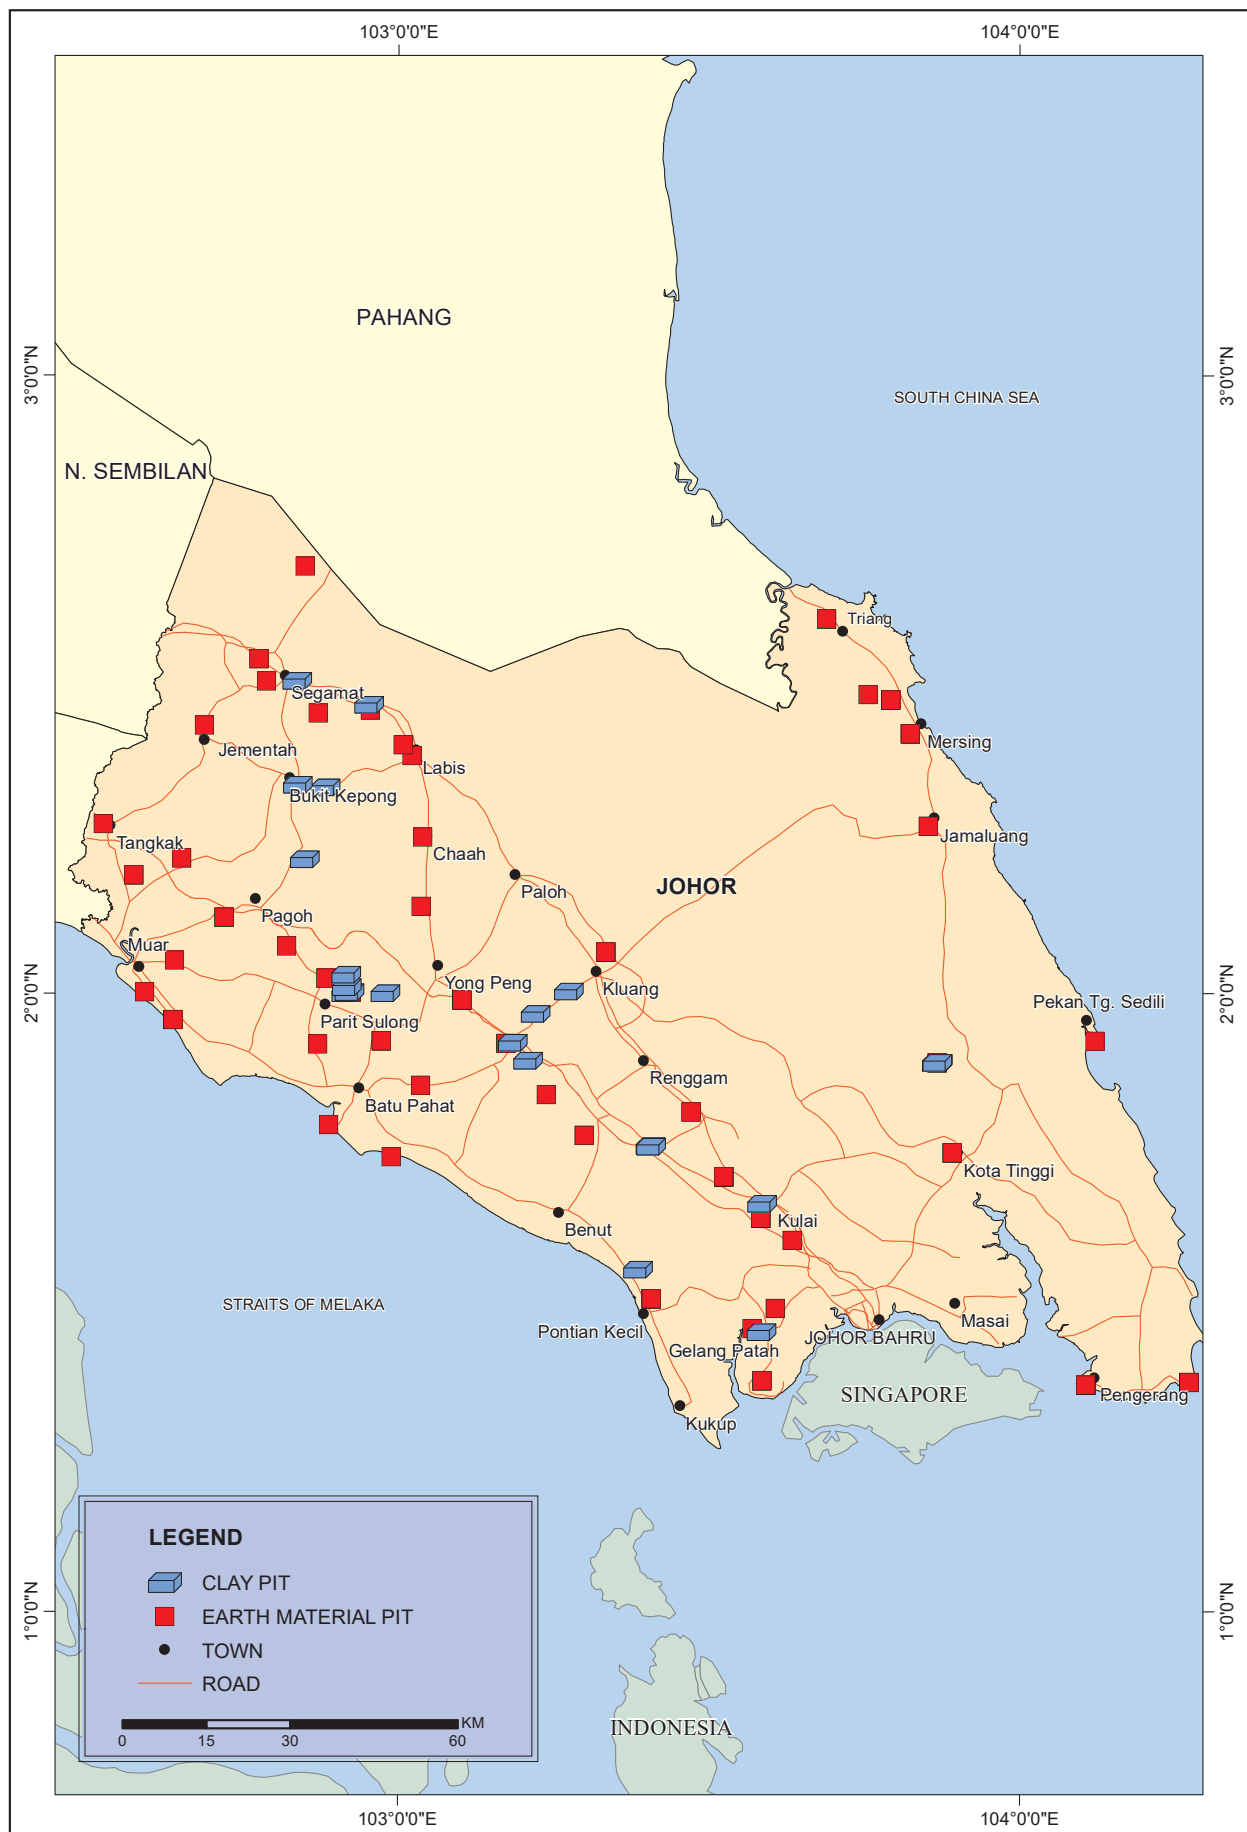 103°0'0"E
104°0'0"E
PAHANG
3°0'0"N
3°0'0"N
SOUTH CHINA SEA
N. SEMBILAN
Triang
Segamat
Mersing
Jementah
Labis
Bukit Kepong
Jamaluang
Tangkak
Chaah
Paloh
JOHOR
Pagoh
Muar
Yong Peng
Kluang
2°0'0"N
2°0'0"N
Pekan Tg. Sedili
Parit Sulong
Renggam
Batu Pahat
Kota Tinggi
Benut
Kulai
STRAITS OF MELAKA
Pontian Kecil
Masai
JOHOR BAHRU
Gelang Patah
SINGAPORE
Pengerang
Kukup
LEGEND
CLAY PIT
EARTH MATERIAL PIT
TOWN
ROAD
KM
0
15
30
60
1°0'0"N
1°0'0"N
INDONESIA
103°0'0"E
104°0'0"E